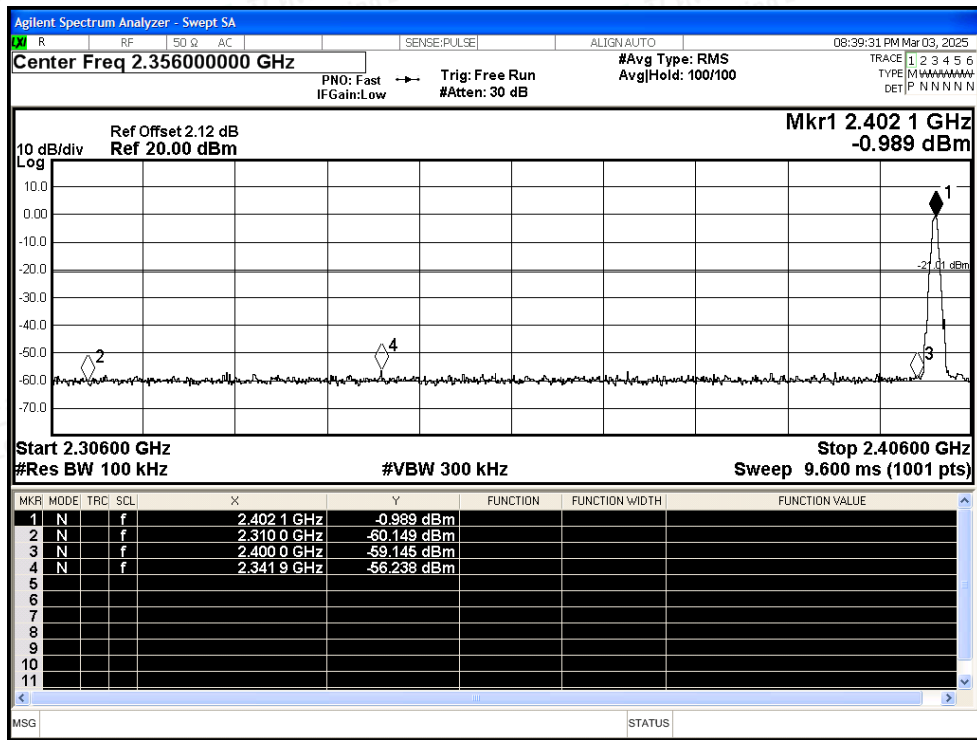 Agilent Spectrum Analyzer - Swept SA
LXI R RF 50 Ω AC SENSE:PULSE ALIGN AUTO 08:39:31 PM Mar 03, 2025
Center Freq 2.356000000 GHz
PNO: Fast
IFGain:Low
Trig: Free Run
#Atten: 30 dB
#Avg Type: RMS
Avg|Hold: 100/100
TRACE 1 2 3 4 5 6
TYPE M W W W W W
DET P N N N N N
Mkr1 2.402 1 GHz
-0.989 dBm
Ref Offset 2.12 dB
10 dB/div Ref 20.00 dBm
Log
10.0
0.00
-10.0
-20.0
-30.0
-40.0
-50.0
-60.0
-70.0
1
-21.01 dBm
2
4
3
Start 2.30600 GHz Stop 2.40600 GHz
#Res BW 100 kHz #VBW 300 kHz Sweep 9.600 ms (1001 pts)
MKR MODE TRC SCL X Y FUNCTION FUNCTION WIDTH FUNCTION VALUE
1 N f 2.402 1 GHz -0.989 dBm
2 N f 2.310 0 GHz -60.149 dBm
3 N f 2.400 0 GHz -59.145 dBm
4 N f 2.341 9 GHz -56.238 dBm
5
6
7
8
9
10
11
MSG STATUS